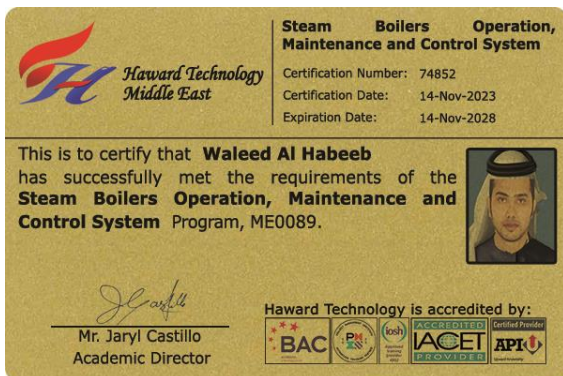 Haward Technology
Middle East
Steam Boilers Operation,
Maintenance and Control System
Certification Number: 74852
Certification Date: 14-Nov-2023
Expiration Date: 14-Nov-2028
This is to certify that Waleed Al Habeeb
has successfully met the requirements of the
Steam Boilers Operation, Maintenance and
Control System Program, ME0089.
Mr. Jaryl Castillo
Academic Director
Haward Technology is accredited by:
BAC
PM
iosh
ACCREDITED
IACET
PROVIDER
Certified Provider
API